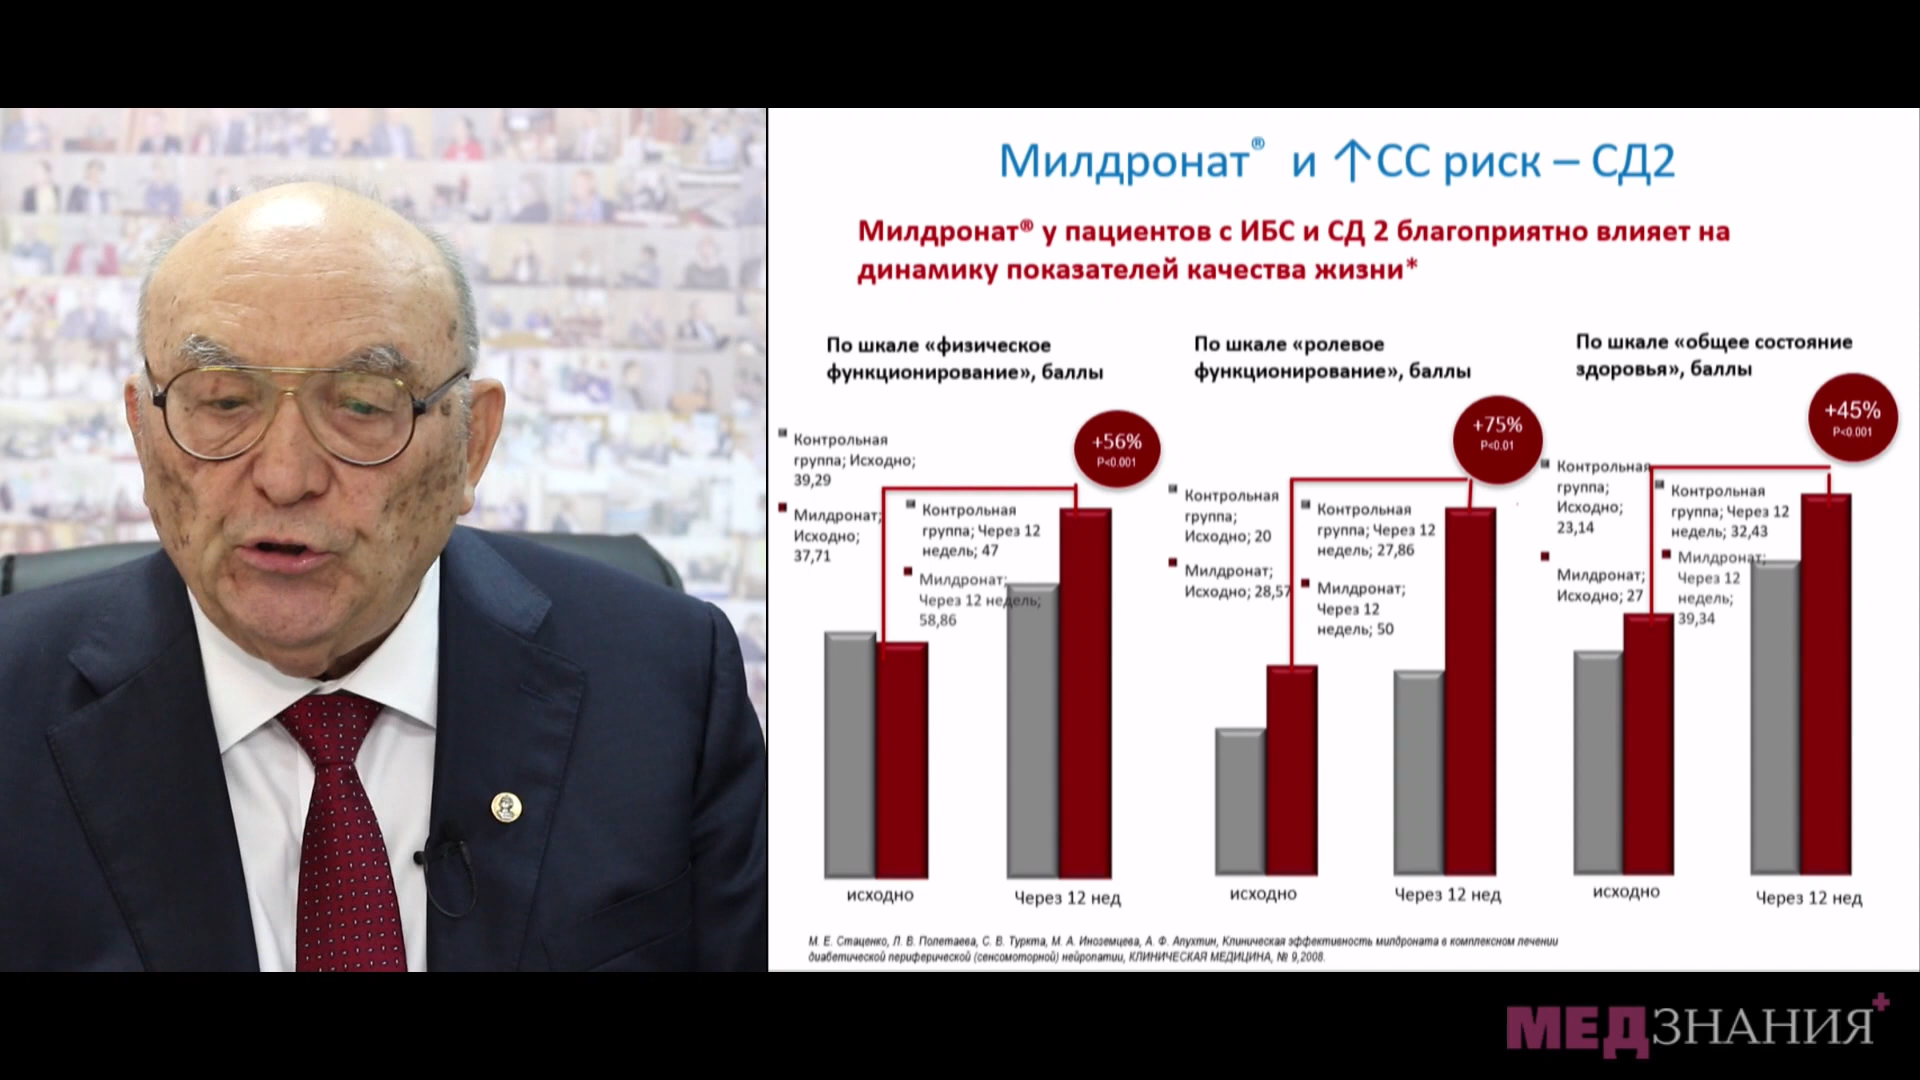 Милдронат® и ↑СС риск – СД2
Милдронат® у пациентов с ИБС и СД 2 благоприятно влияет на
динамику показателей качества жизни*
По шкале «физическое
функционирование», баллы
+56%
P<0.001
Контрольная
группа; Исходно;
39,29
Милдронат;
Исходно;
37,71
Контрольная
группа; Через 12
недель; 47
Милдронат;
Через 12 недель;
58,86
исходно
Через 12 нед
По шкале «ролевое
функционирование», баллы
+75%
P<0.01
Контрольная
группа;
Исходно; 20
Милдронат;
Исходно; 28,57
Контрольная
группа; Через 12
недель; 27,86
Милдронат;
Через 12
недель; 50
исходно
Через 12 нед
По шкале «общее состояние
здоровья», баллы
+45%
P<0.001
Контрольная
группа;
Исходно;
23,14
Милдронат;
Исходно; 27
Контрольная
группа; Через 12
недель; 32,43
Милдронат;
Через 12
недель;
39,34
исходно
Через 12 нед
М. Е. Стаценко, Л. В. Полетаева, С. В. Туркта, М. А. Иноземцева, А. Ф. Апухтин, Клиническая эффективность милдроната в комплексном лечении
диабетической периферической (сенсомоторной) нейропатии, КЛИНИЧЕСКАЯ МЕДИЦИНА, № 9,2008.
МЕДЗНАНИЯ+